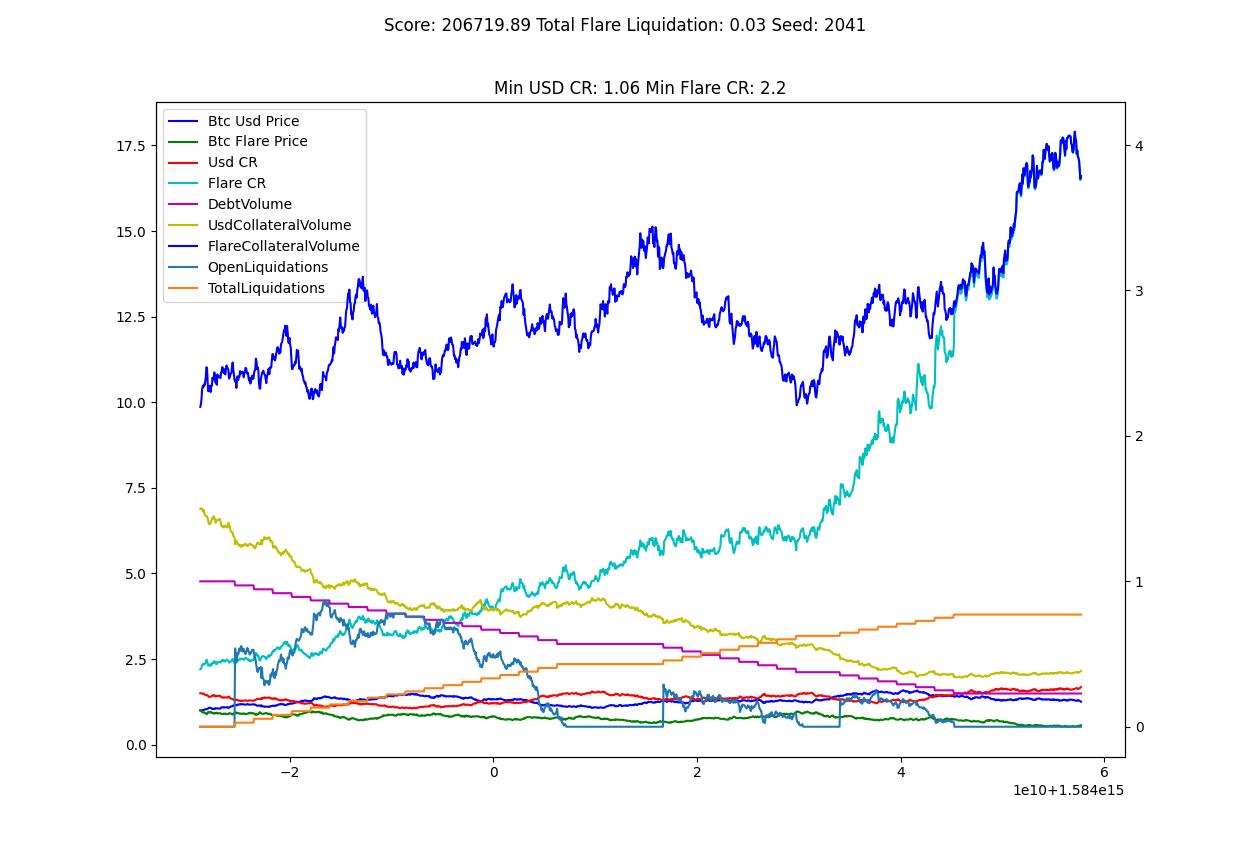 Score: 206719.89 Total Flare Liquidation: 0.03 Seed: 2041
Min USD CR: 1.06 Min Flare CR: 2.2
Btc Usd Price
Btc Flare Price
Usd CR
Flare CR
DebtVolume
UsdCollateralVolume
FlareCollateralVolume
OpenLiquidations
TotalLiquidations
17.5
15.0
12.5
10.0
7.5
5.0
2.5
0.0
4
3
2
1
0
−2
0
2
4
6
1e10+1.584e15